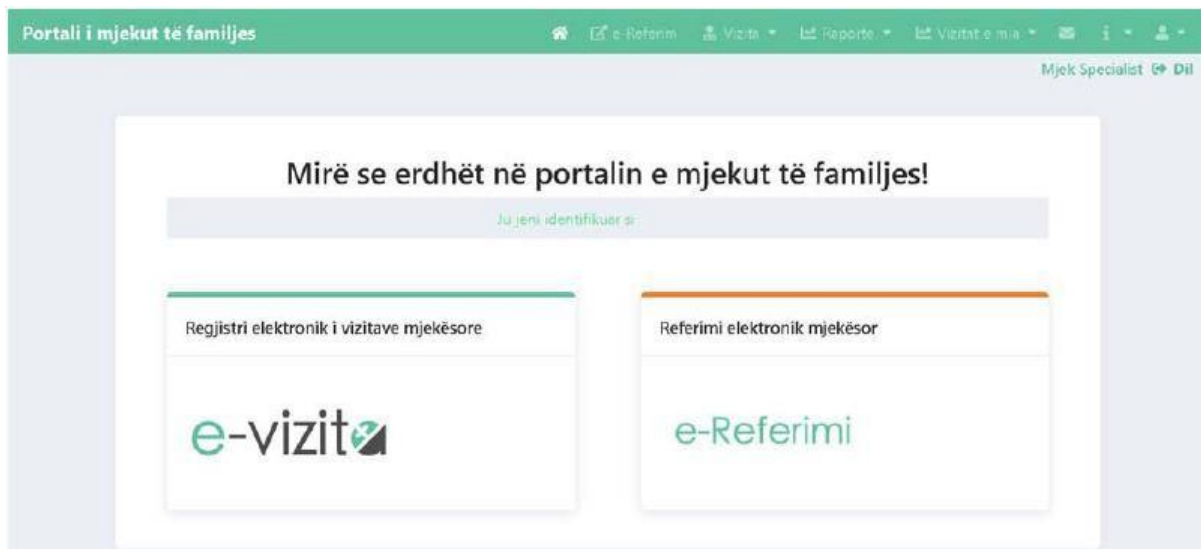 Portali i mjekut të familjes
e-Referim Vizita Raporte Vizitat e mia
Mjek Specialist Dil
Mirë se erdhët në portalin e mjekut të familjes!
Ju jeni identifikuar si
Regjistri elektronik i vizitave mjekësore
Referimi elektronik mjekësor
e-vizita
e-Referimi